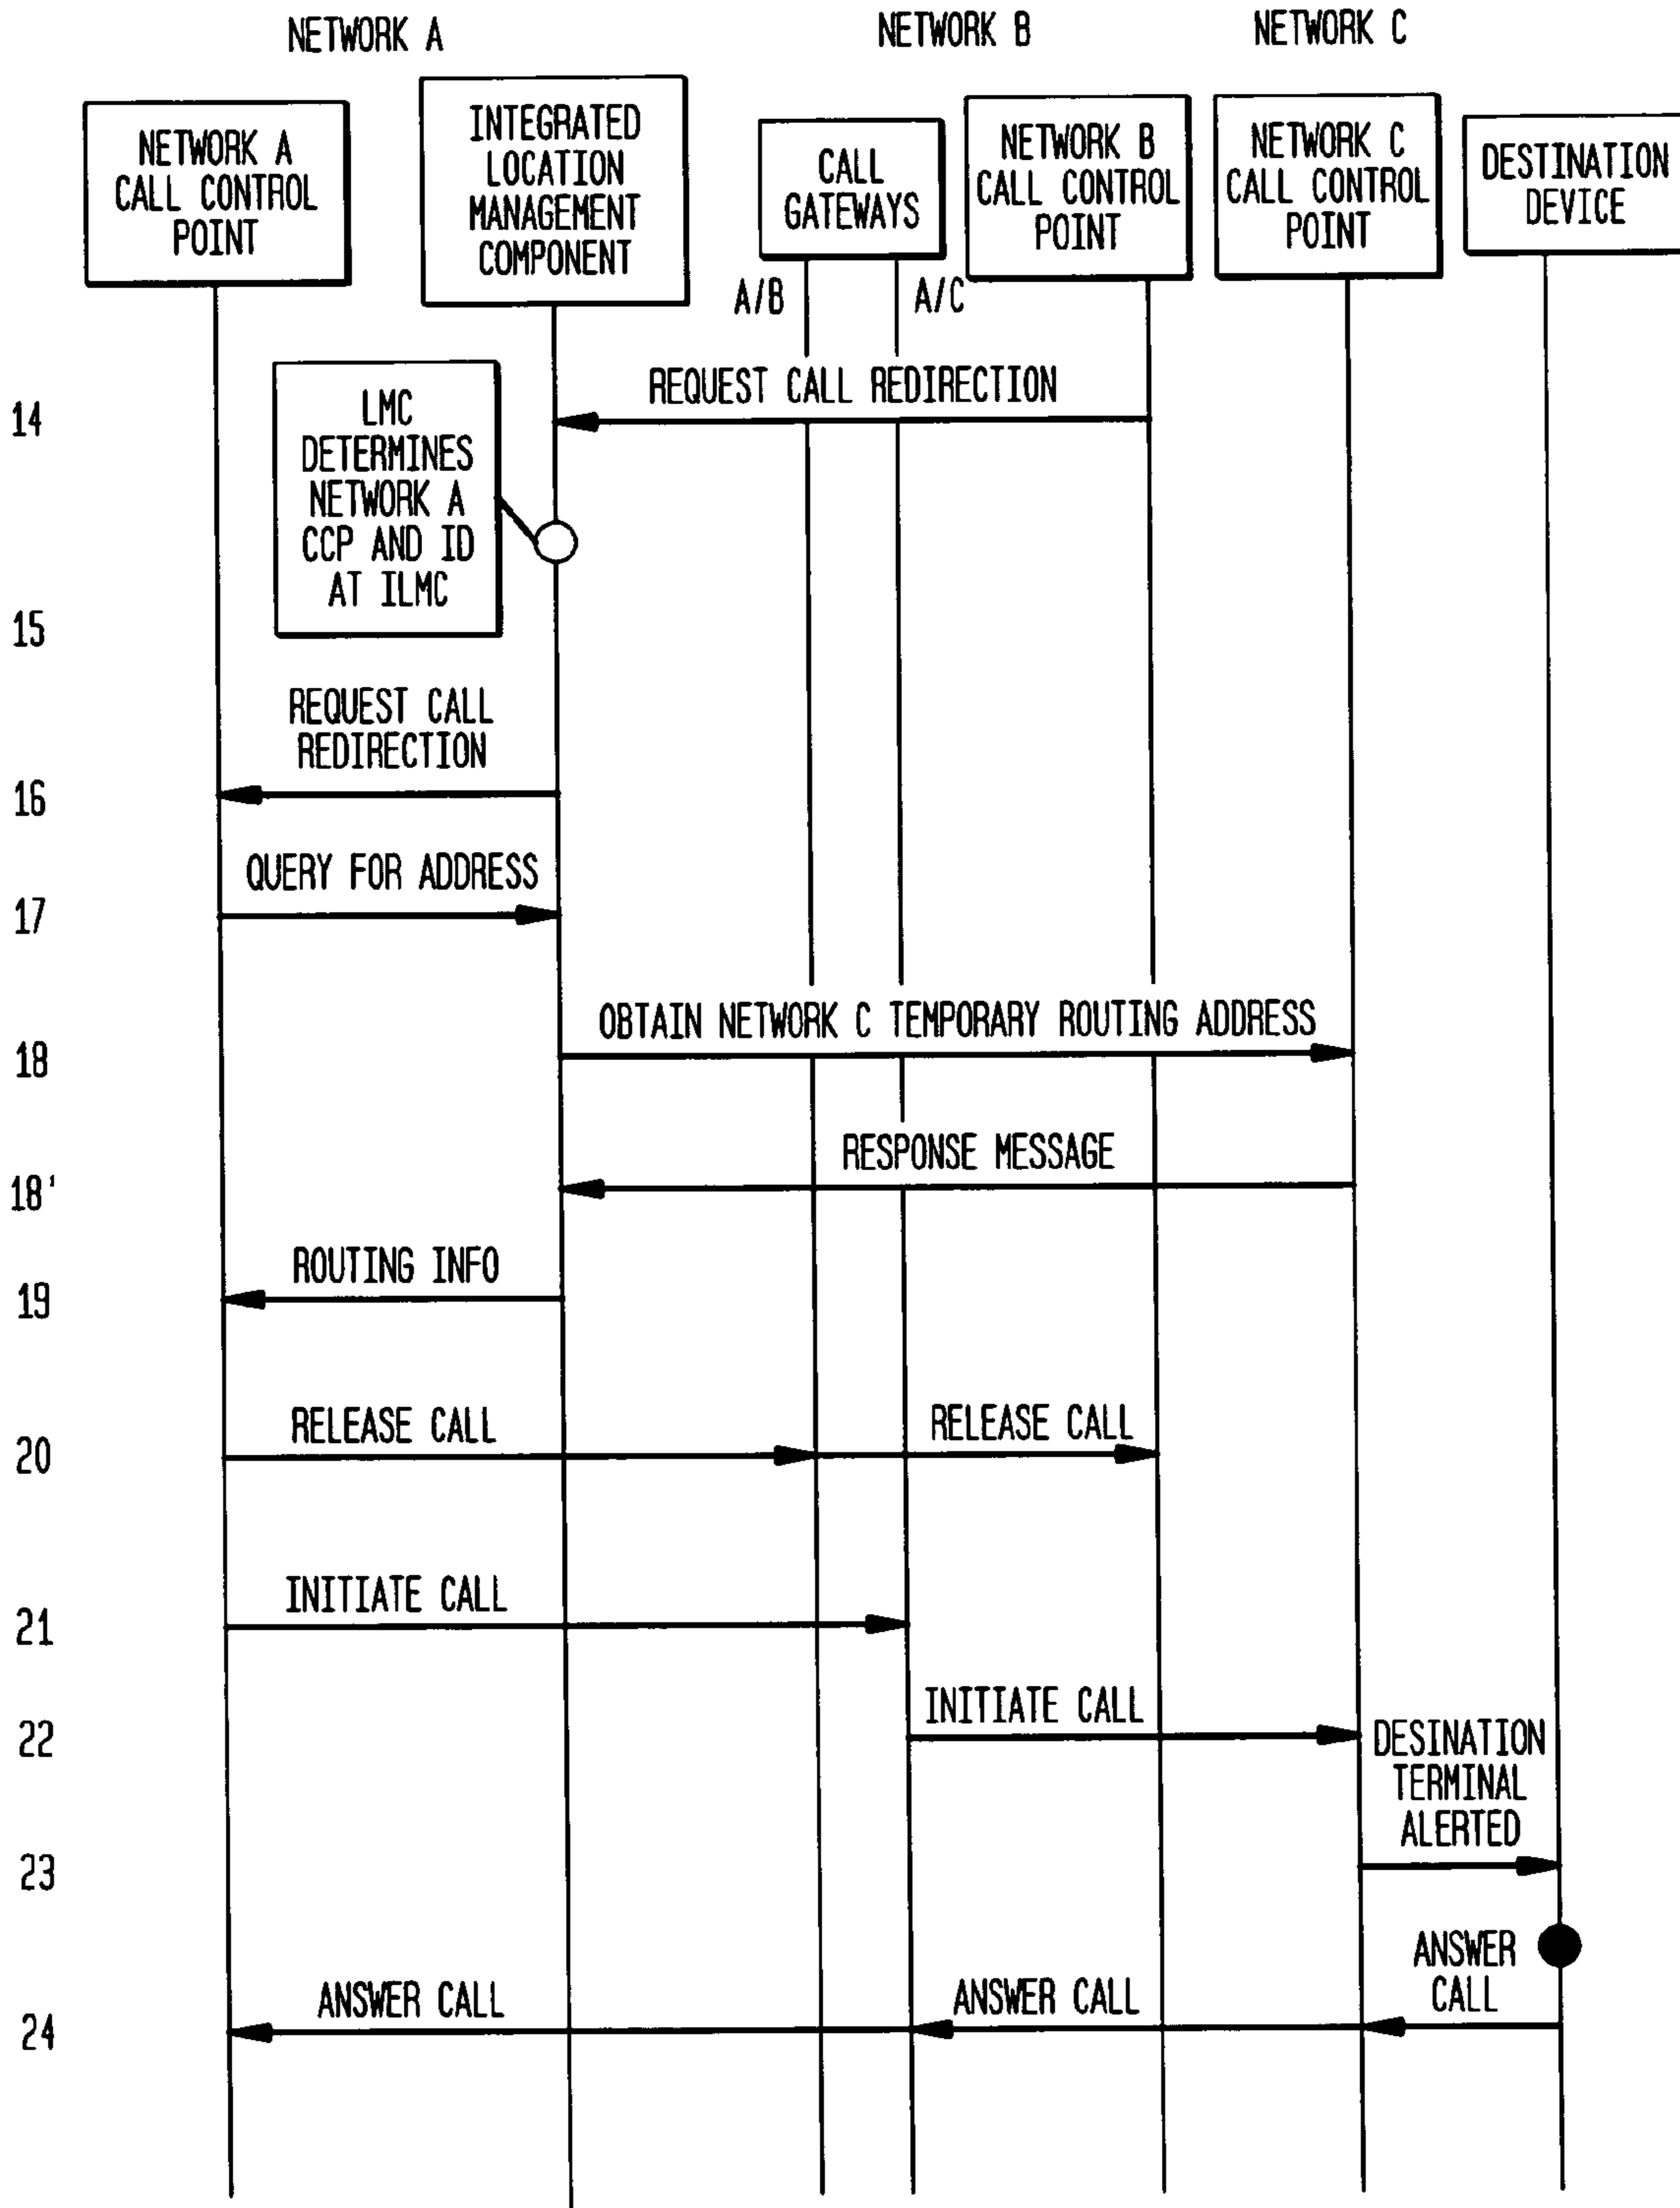 NETWORK A
NETWORK B
NETWORK C
NETWORK A
CALL CONTROL
POINT
INTEGRATED
LOCATION
MANAGEMENT
COMPONENT
CALL
GATEWAYS
NETWORK B
CALL CONTROL
POINT
NETWORK C
CALL CONTROL
POINT
DESTINATION
DEVICE
A/B
A/C
14
REQUEST CALL REDIRECTION
LMC
DETERMINES
NETWORK A
CCP AND ID
AT ILMC
15
REQUEST CALL
REDIRECTION
16
QUERY FOR ADDRESS
17
OBTAIN NETWORK C TEMPORARY ROUTING ADDRESS
18
RESPONSE MESSAGE
18'
ROUTING INFO
19
RELEASE CALL
RELEASE CALL
20
INITIATE CALL
21
INITIATE CALL
22
DESINATION
TERMINAL
ALERTED
23
ANSWER
CALL
ANSWER CALL
ANSWER CALL
24